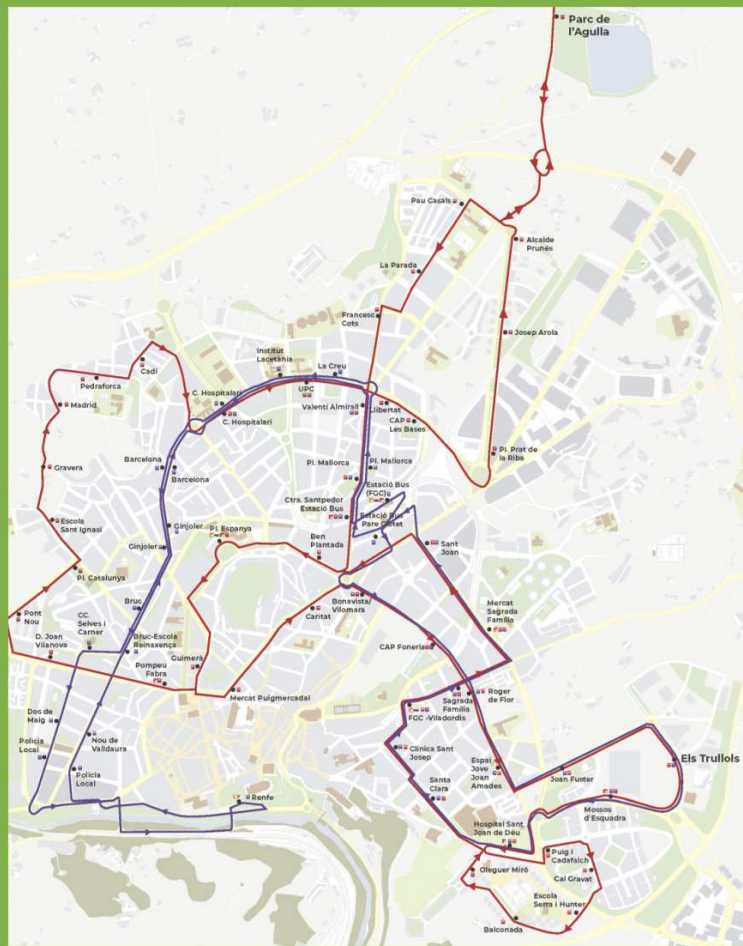 Parc de
l'Agulla
Pau Casals
Alcalde
Prunés
La Parada
Francesc
Cots
Josep Arola
Institut
Lacetània
La Creu
Cadí
Pedraforca
UPC
C. Hospitalari
C. Hospitalari
Valentí Almirall
Llibertat
Madrid
CAP
Les Bases
Pl. Prat de
la Riba
Barcelona
Barcelona
Gravera
Pl. Mallorca
Pl. Mallorca
Estació Bus
(FGC)
Ctra. Santpedor
Estació Bus
Estació Bus
Pare Clotet
Escola
Sant Ignasi
Ginjoler
Pl. Espanya
Ginjoler
Ben
Plantada
Sant
Joan
Pl. Catalunya
Pont
Nou
CC.
Selves i
Carner
Bruc
Bonavista/
Vilomara
Caritat
Mercat
Sagrada
Família
D. Joan
Vilanova
Bruc-Escola
Renaixença
CAP Foneria
Guimerà
Pompeu
Fabra
Mercat Puigmercadal
Sagrada
Família
Roger
de Flor
FGC -Viladordis
Dos de
Maig
Nou de
Valldaura
Policia
Local
Policia
Local
Clínica Sant
Josep
Espai
Jove
Joan
Amades
Els Trullols
Joan Fuster
Santa
Clara
Mossos
d'Esquadra
Renfe
Hospital Sant
Joan de Déu
Puig i
Cadafalch
Oleguer Miró
Cal Gravat
Escola
Serra i Hunter
Balconada